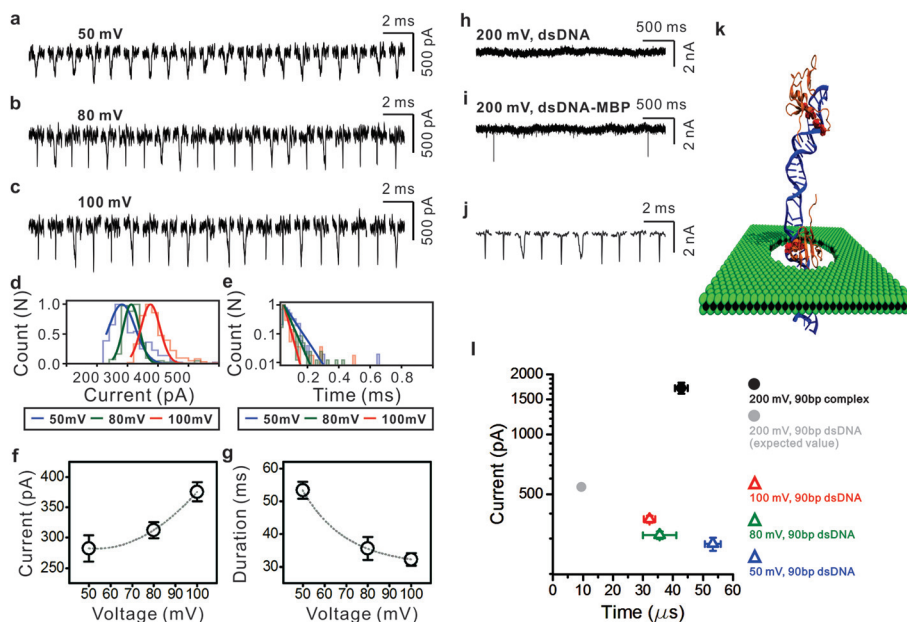 a
50 mV
2 ms
500 pA
b
80 mV
2 ms
500 pA
c
100 mV
2 ms
500 pA
d
Count (N)
1.0
0.5
0.0
200 300 400 500
Current (pA)
50mV 80mV 100mV
e
Count (N)
1
0.1
0.01
0.2 0.4 0.6 0.8
Time (ms)
50mV 80mV 100mV
f
Current (pA)
400
350
300
250
50 60 70 80 90 100
Voltage (mV)
g
Duration (ms)
60
45
30
50 60 70 80 90 100
Voltage (mV)
h
200 mV, dsDNA
500 ms
2 nA
i
200 mV, dsDNA-MBP
500 ms
2 nA
j
2 ms
2 nA
k
l
Current (pA)
2000
1500
1000
500
0 10 20 30 40 50 60
Time (μs)
200 mV, 90bp complex
200 mV, 90bp dsDNA
(expected value)
100 mV, 90bp dsDNA
80 mV, 90bp dsDNA
50 mV, 90bp dsDNA